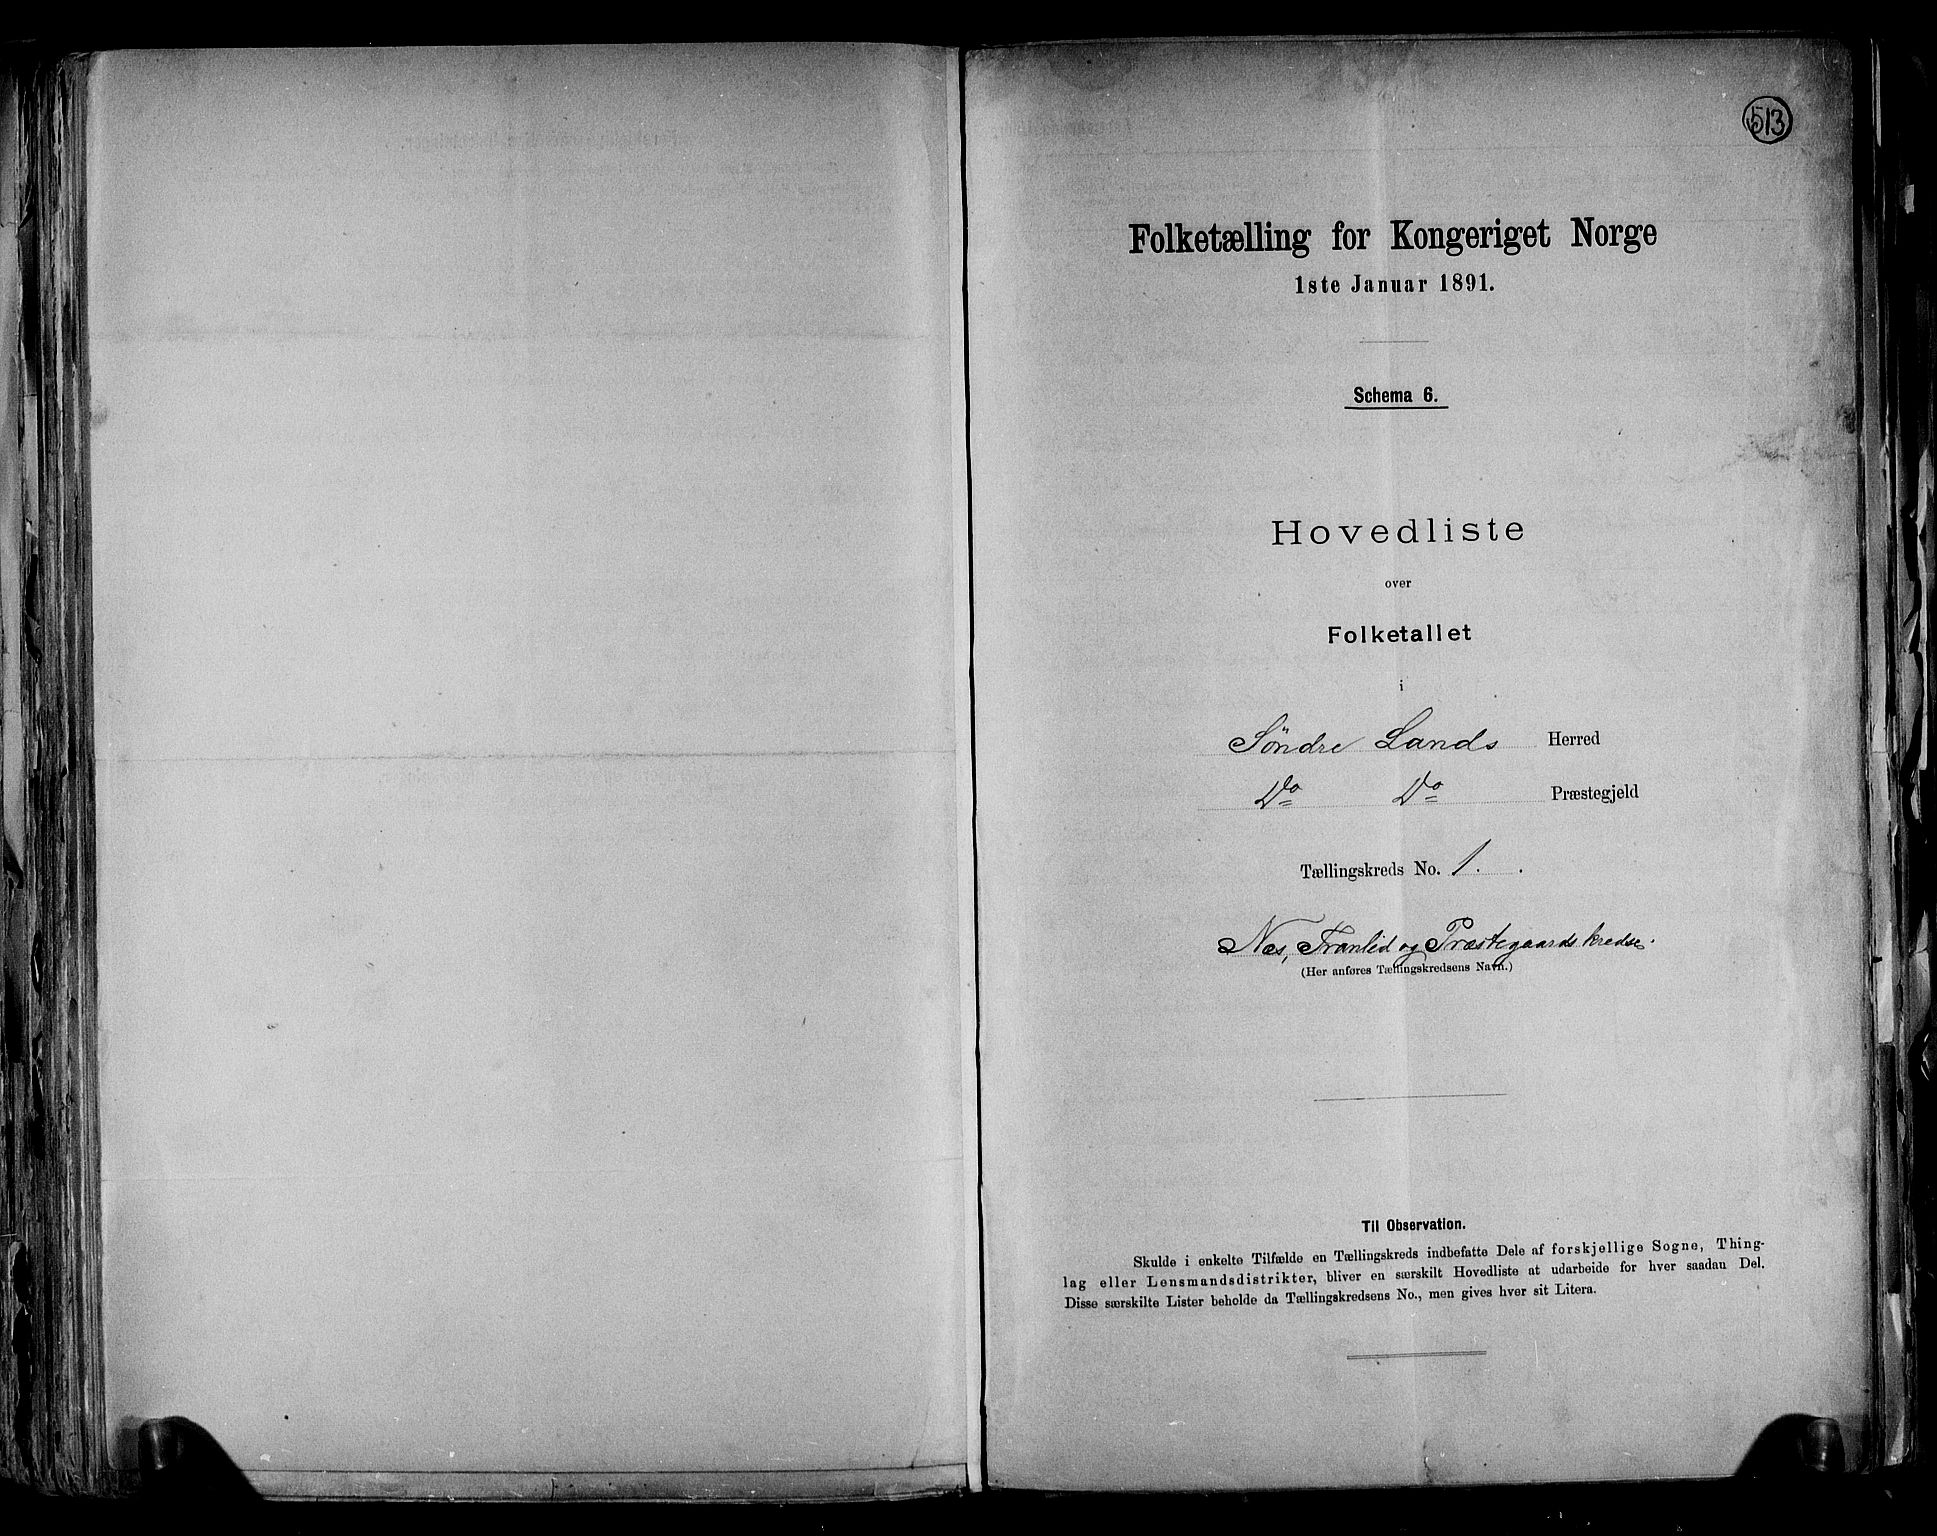 513
Folketælling for Kongeriget Norge
1ste Januar 1891.
Schema 6.
Hovedliste
over
Folketallet
i
Søndre Lands Herred
Do Do Præstegjeld
Tællingskreds No. 1.
Næs, Tranlid og Præstegaards kredse.
(Her anføres Tællingskredsens Navn.)
Til Observation.
Skulde i enkelte Tilfælde en Tællingskreds indbefatte Dele af forskjellige Sogne, Thing-
lag eller Lensmandsdistrikter, bliver en særskilt Hovedliste at udarbeide for hver saadan Del.
Disse særskilte Lister beholde da Tællingskredsens No., men gives hver sit Litera.